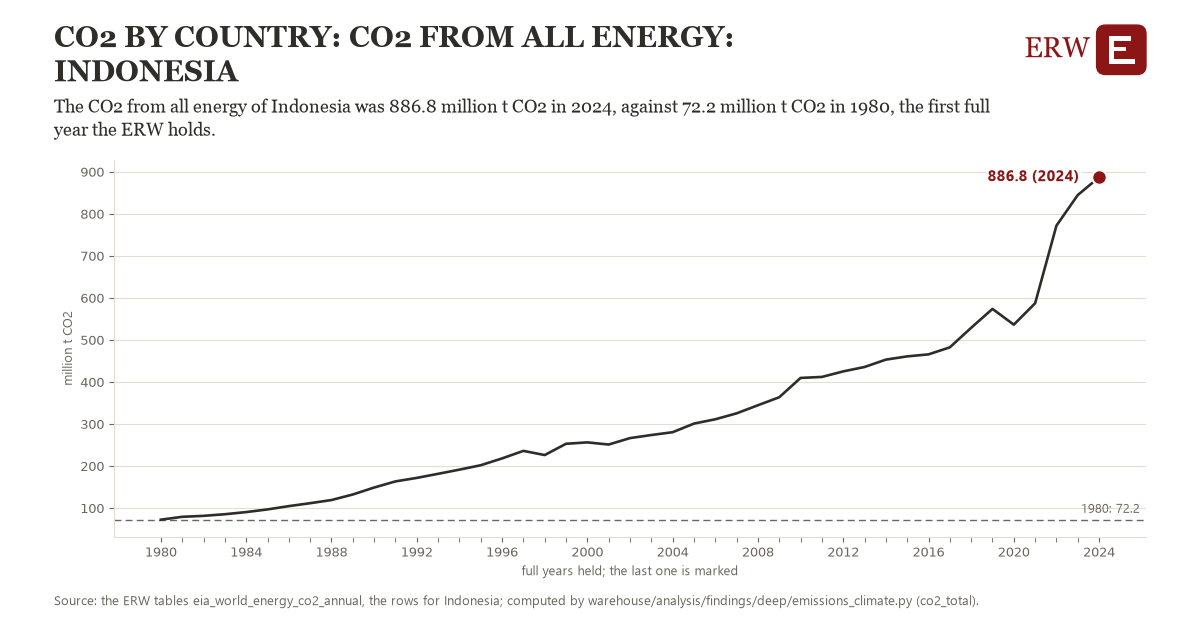 CO2 BY COUNTRY: CO2 FROM ALL ENERGY:
INDONESIA
ERW E
The CO2 from all energy of Indonesia was 886.8 million t CO2 in 2024, against 72.2 million t CO2 in 1980, the first full
year the ERW holds.
900
800
700
600
500
400
300
200
100
million t CO2
886.8 (2024)
1980: 72.2
1980 1984 1988 1992 1996 2000 2004 2008 2012 2016 2020 2024
full years held; the last one is marked
Source: the ERW tables eia_world_energy_co2_annual, the rows for Indonesia; computed by warehouse/analysis/findings/deep/emissions_climate.py (co2_total).